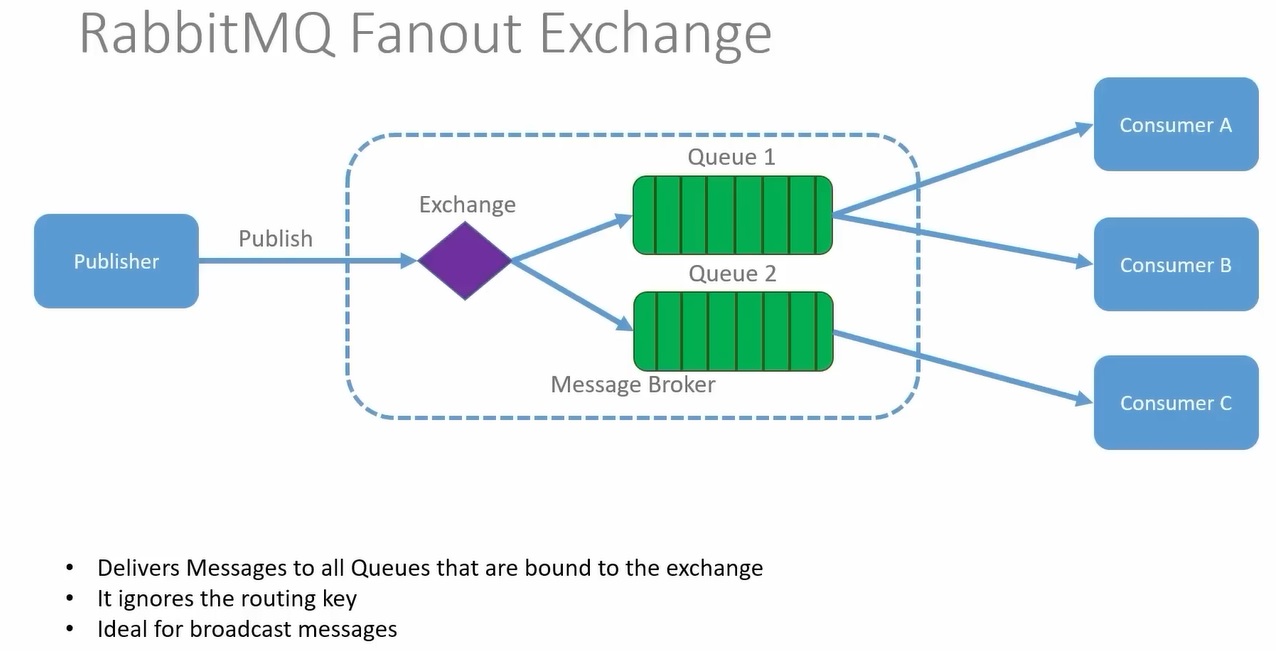 RabbitMQ Fanout Exchange
Publisher
Publish
Exchange
Queue 1
Queue 2
Message Broker
Consumer A
Consumer B
Consumer C
• Delivers Messages to all Queues that are bound to the exchange
• It ignores the routing key
• Ideal for broadcast messages